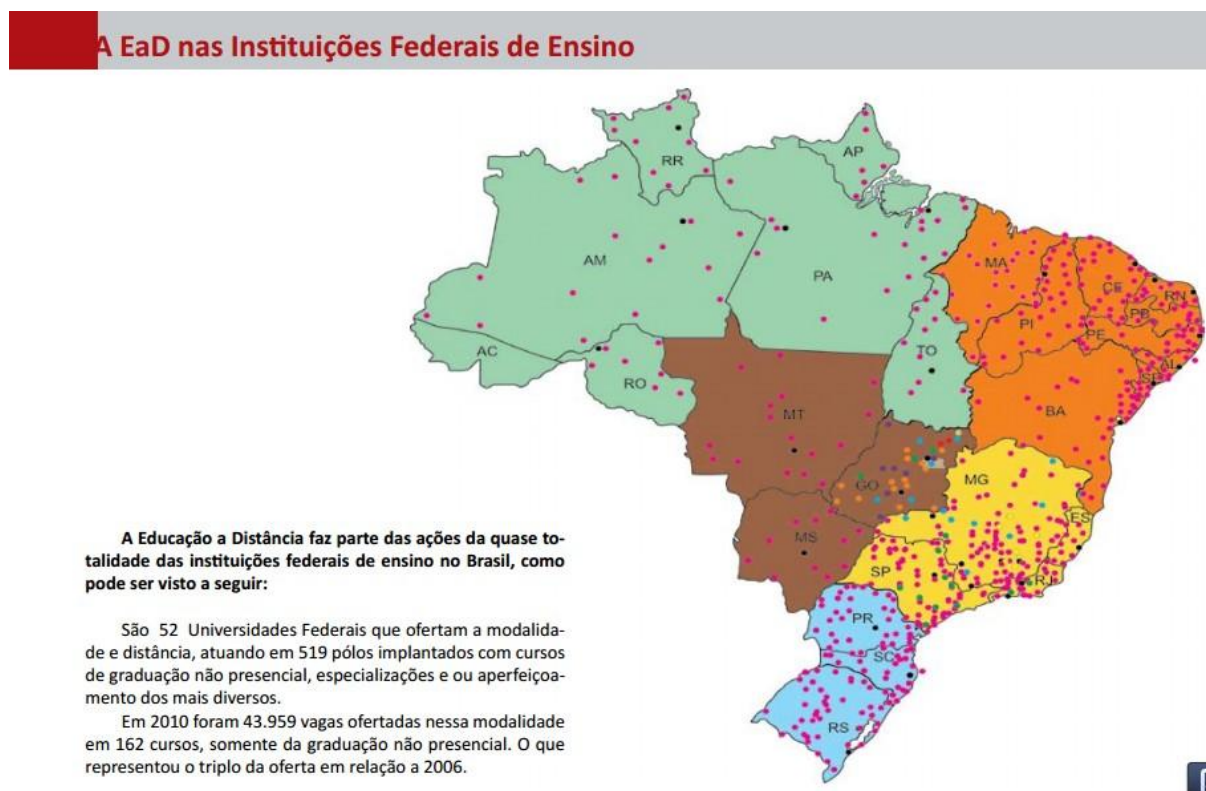 A EaD nas Instituições Federais de Ensino
RR
AP
AM
PA
MA
CE
RN
PB
PI
PE
AC
TO
AL
SE
RO
BA
MT
GO
MG
ES
MS
SP
RJ
PR
SC
RS
A Educação a Distância faz parte das ações da quase to-
talidade das instituições federais de ensino no Brasil, como
pode ser visto a seguir:
São 52 Universidades Federais que ofertam a modalida-
de e distância, atuando em 519 pólos implantados com cursos
de graduação não presencial, especializações e ou aperfeiçoa-
mento dos mais diversos.
Em 2010 foram 43.959 vagas ofertadas nessa modalidade
em 162 cursos, somente da graduação não presencial. O que
representou o triplo da oferta em relação a 2006.